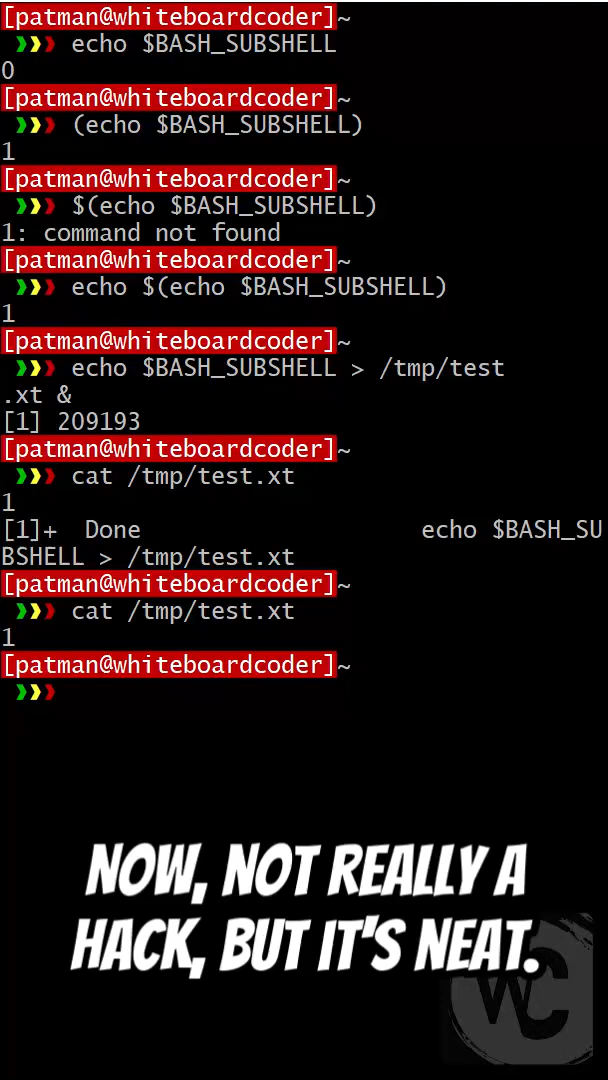 [patman@whiteboardcoder]~
❯❯❯ echo $BASH_SUBSHELL
0
[patman@whiteboardcoder]~
❯❯❯ (echo $BASH_SUBSHELL)
1
[patman@whiteboardcoder]~
❯❯❯ $(echo $BASH_SUBSHELL)
1: command not found
[patman@whiteboardcoder]~
❯❯❯ echo $(echo $BASH_SUBSHELL)
1
[patman@whiteboardcoder]~
❯❯❯ echo $BASH_SUBSHELL > /tmp/test
.xt &
[1] 209193
[patman@whiteboardcoder]~
❯❯❯ cat /tmp/test.xt
1
[1]+  Done                    echo $BASH_SU
BSHELL > /tmp/test.xt
[patman@whiteboardcoder]~
❯❯❯ cat /tmp/test.xt
1
[patman@whiteboardcoder]~
❯❯❯
NOW, NOT REALLY A
HACK, BUT IT'S NEAT.
WC